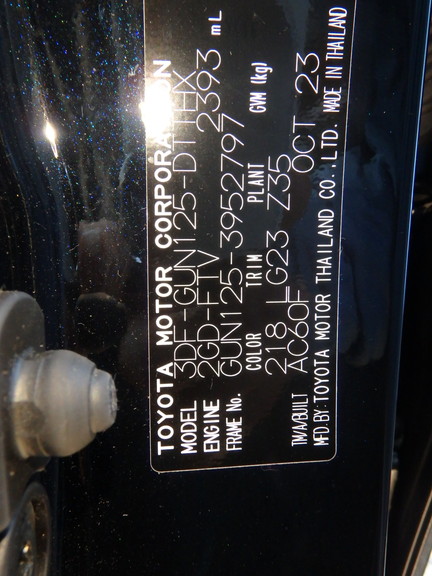 TOYOTA MOTOR CORPORATION
MODEL 3DF-GUN125-DTTHX
ENGINE 2GD-FTV 2393 mL
FRAME No. GUN125-3952797
COLOR TRIM PLANT GVM (kg)
218 LG23 Z35
TM/A/BUILT AC60F OCT 23
MFD.BY: TOYOTA MOTOR THAILAND CO., LTD. MADE IN THAILAND